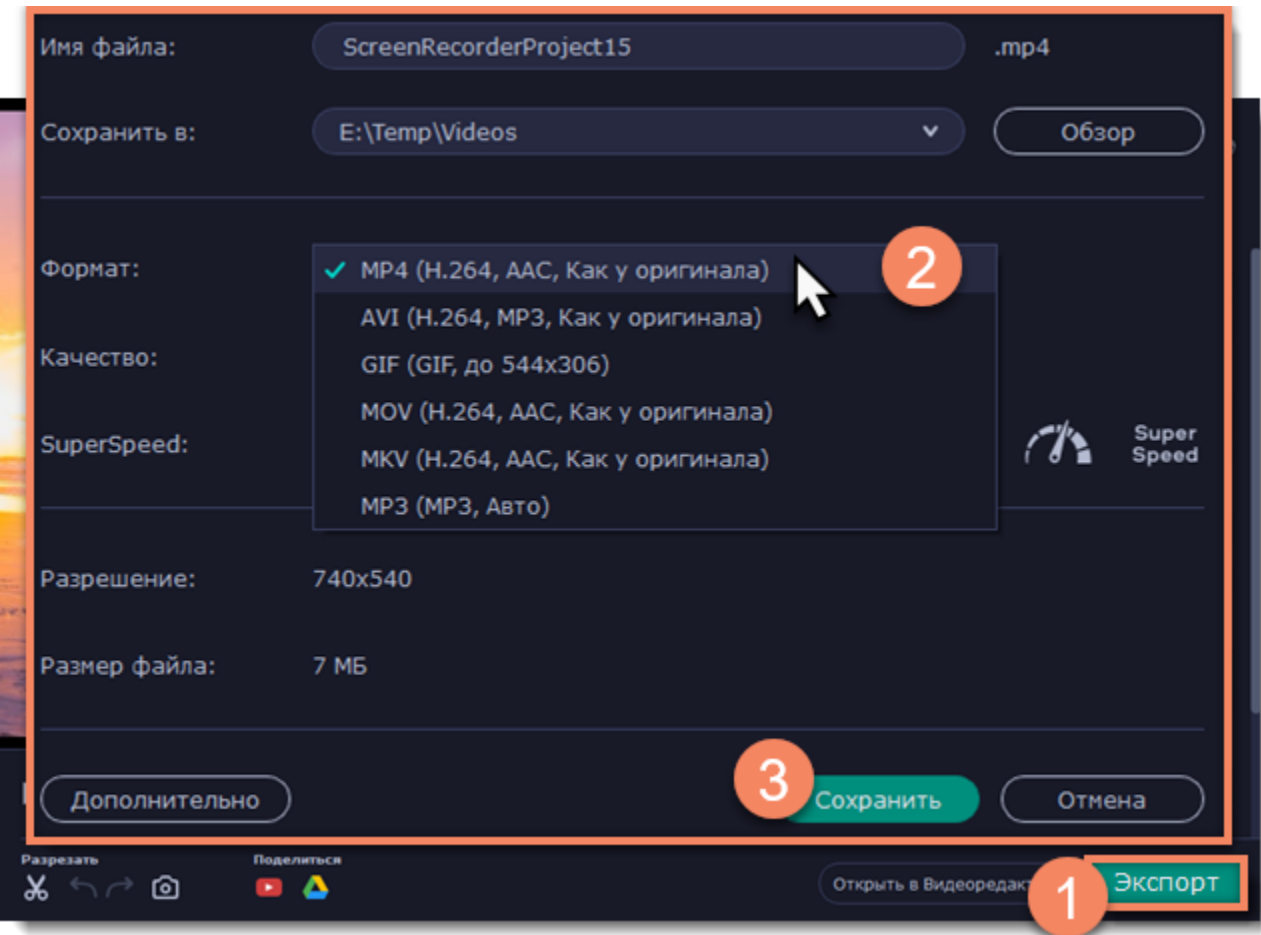 Имя файла: ScreenRecorderProject15 .mp4
Сохранить в: E:\Temp\Videos Обзор
Формат: MP4 (H.264, AAC, Как у оригинала) 2
AVI (H.264, MP3, Как у оригинала)
Качество: GIF (GIF, до 544x306)
MOV (H.264, AAC, Как у оригинала)
SuperSpeed: MKV (H.264, AAC, Как у оригинала) Super Speed
MP3 (MP3, Авто)
Разрешение: 740x540
Размер файла: 7 МБ
Дополнительно 3 Сохранить Отмена
Разрезать Поделиться
Открыть в 1 Экспорт